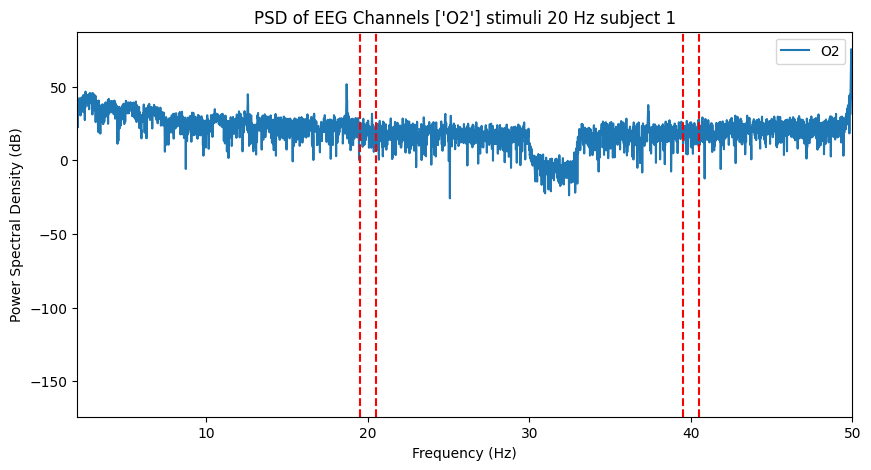 PSD of EEG Channels ['O2'] stimuli 20 Hz subject 1
O2
Power Spectral Density (dB)
50
0
−50
−100
−150
10
20
30
40
50
Frequency (Hz)